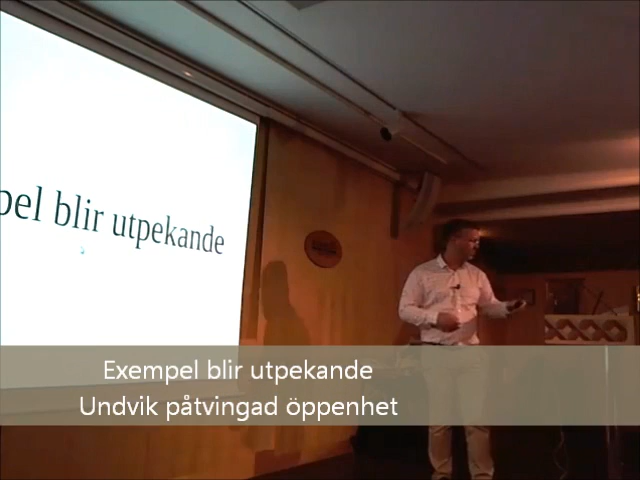 pel blir utpekande
Exempel blir utpekande
Undvik påtvingad öppenhet